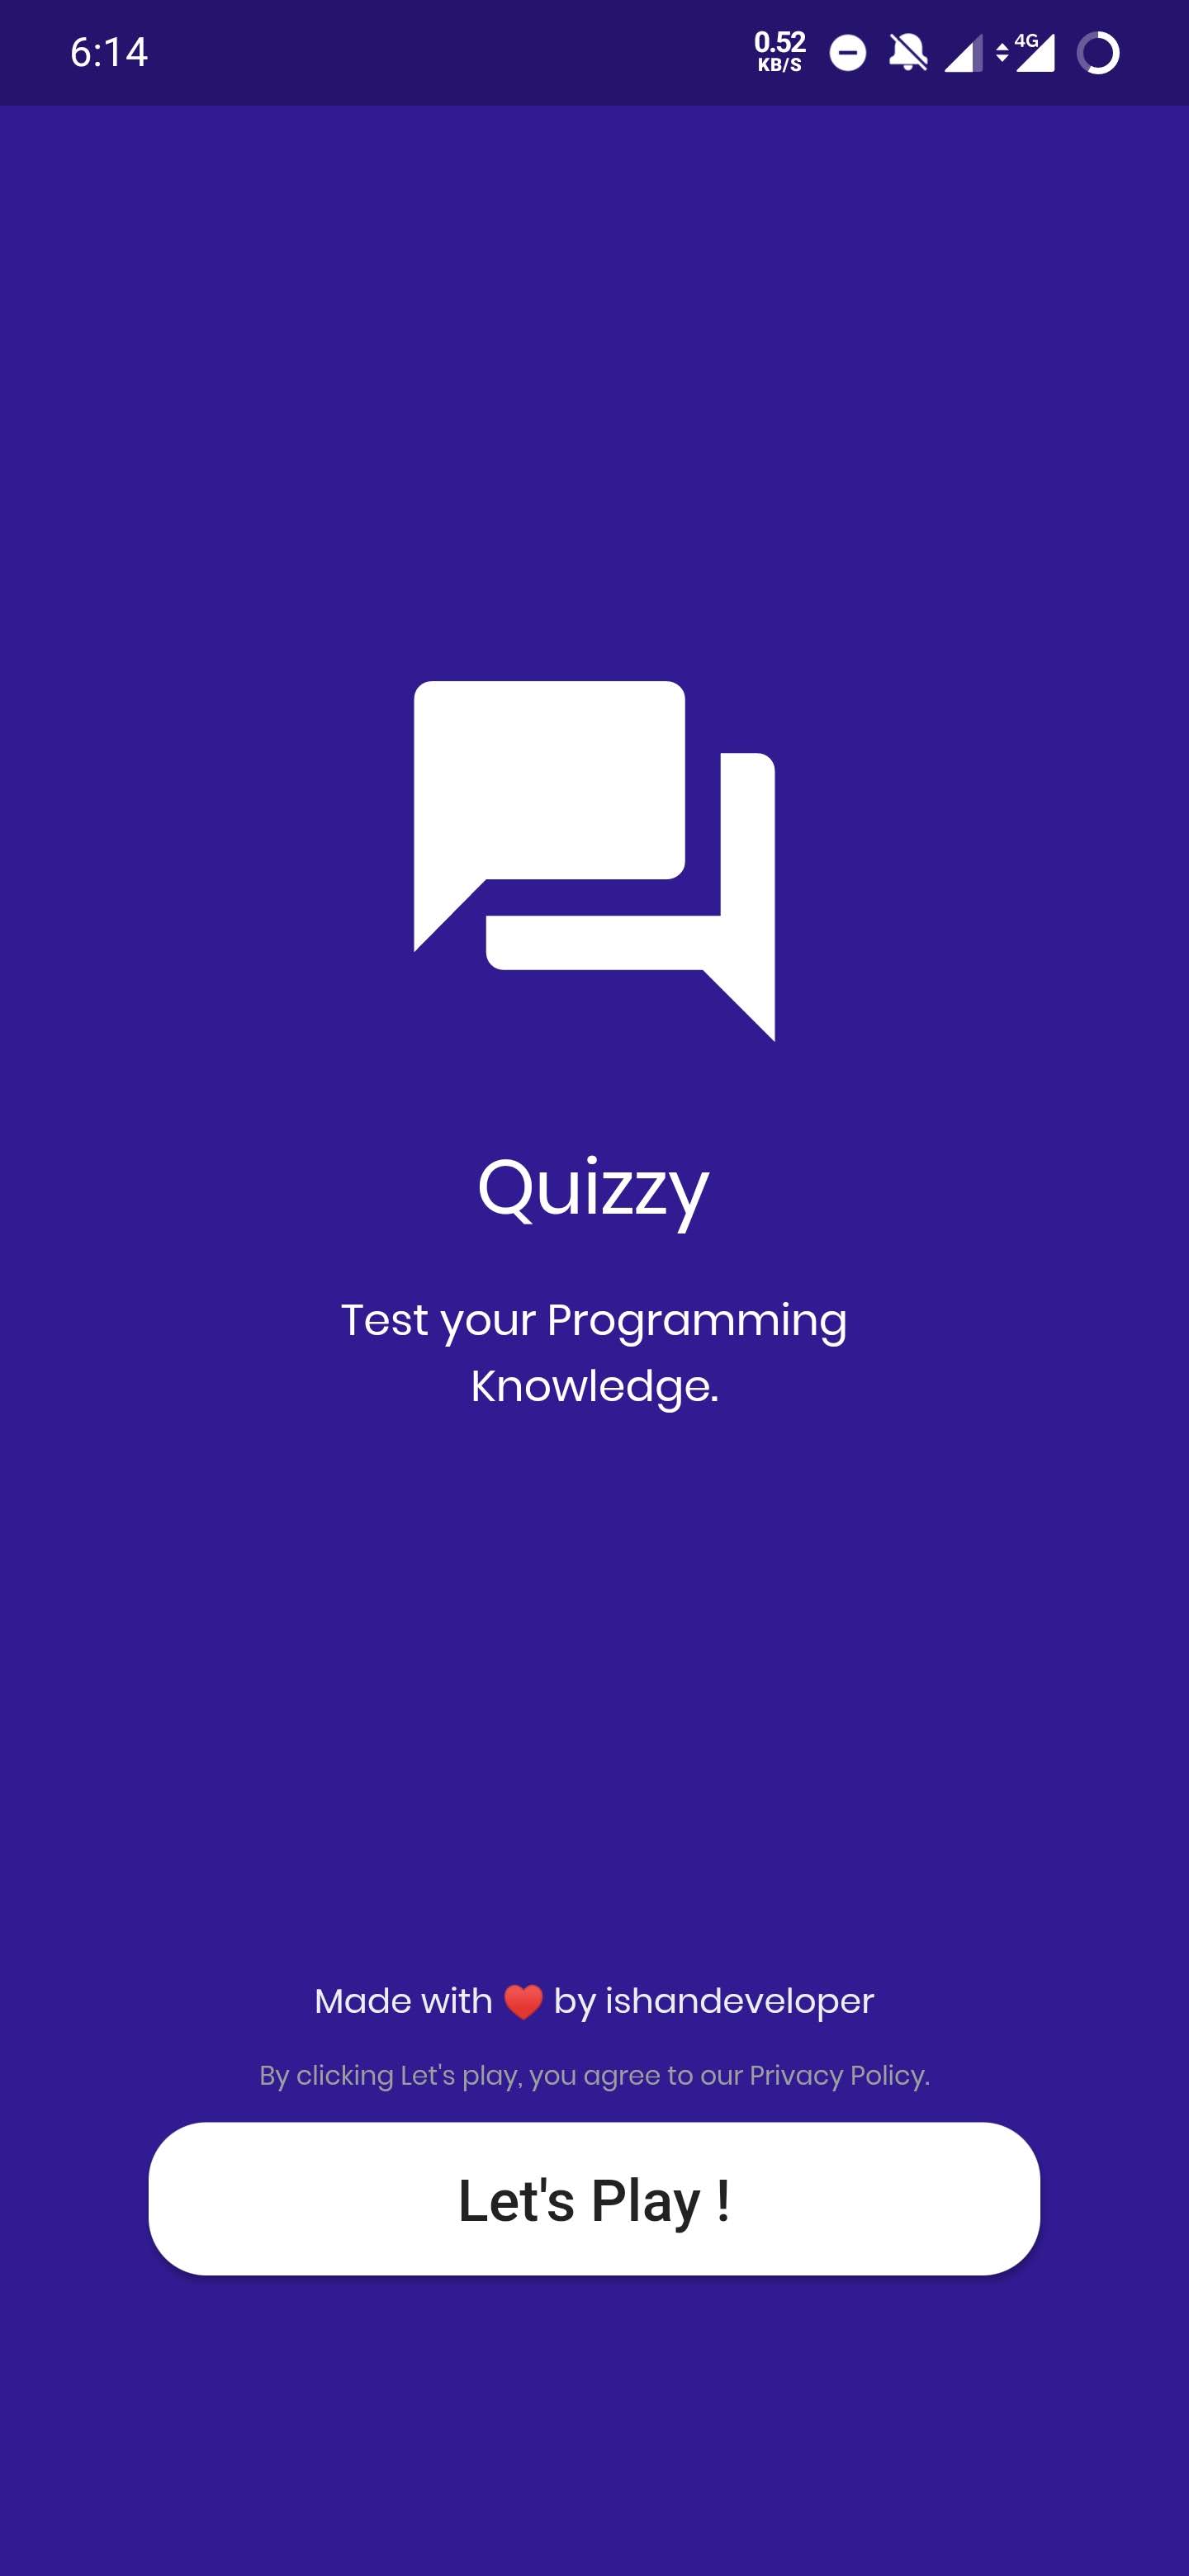 6:14
0.52
KB/S
4G
Quizzy
Test your Programming
Knowledge.
Made with ❤️ by ishandeveloper
By clicking Let's play, you agree to our Privacy Policy.
Let's Play !